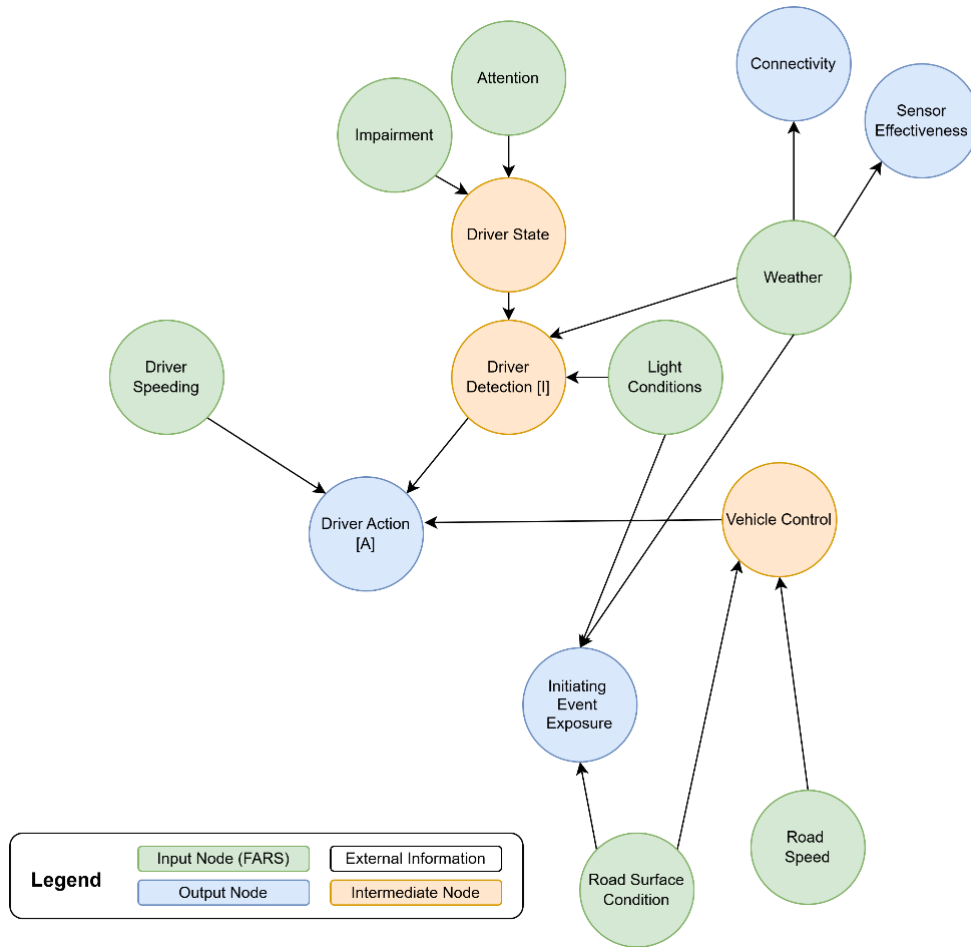 Connectivity
Attention
Sensor
Effectiveness
Impairment
Driver State
Weather
Driver
Speeding
Driver
Detection [I]
Light
Conditions
Driver Action
[A]
Vehicle Control
Initiating
Event
Exposure
Road
Speed
Road Surface
Condition
Legend
Input Node (FARS)
External Information
Output Node
Intermediate Node